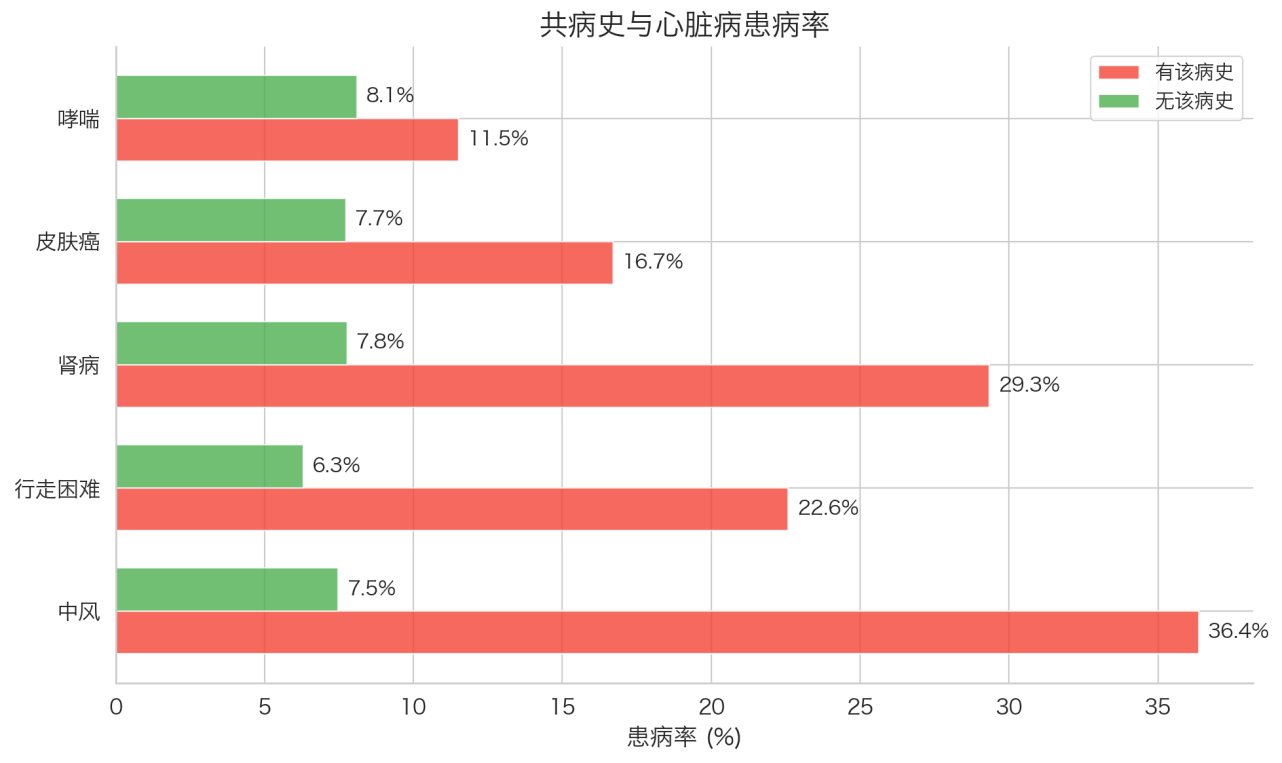 共病史与心脏病患病率
有该病史
无该病史
哮喘
8.1%
11.5%
皮肤癌
7.7%
16.7%
肾病
7.8%
29.3%
行走困难
6.3%
22.6%
中风
7.5%
36.4%
0 5 10 15 20 25 30 35
患病率 (%)